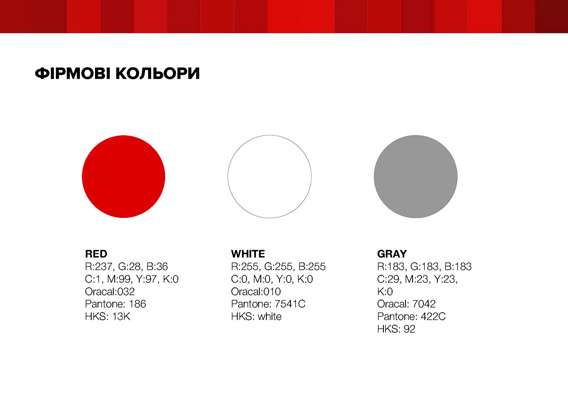 ФІРМОВІ КОЛЬОРИ
RED
R:237, G:28, B:36
C:1, M:99, Y:97, K:0
Oracal:032
Pantone: 186
HKS: 13K
WHITE
R:255, G:255, B:255
C:0, M:0, Y:0, K:0
Oracal:010
Pantone: 7541C
HKS: white
GRAY
R:183, G:183, B:183
C:29, M:23, Y:23,
K:0
Oracal: 7042
Pantone: 422C
HKS: 92